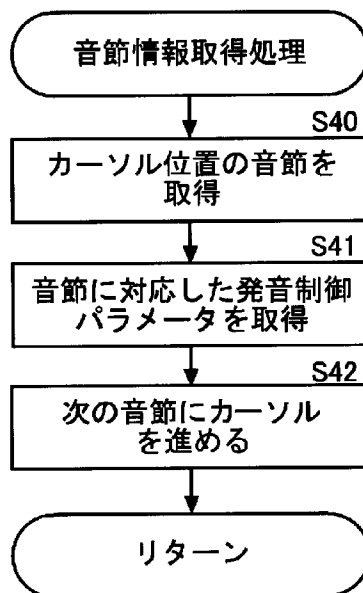 音節情報取得処理
S40
カーソル位置の音節を
取得
S41
音節に対応した発音制御
パラメータを取得
S42
次の音節にカーソル
を進める
リターン